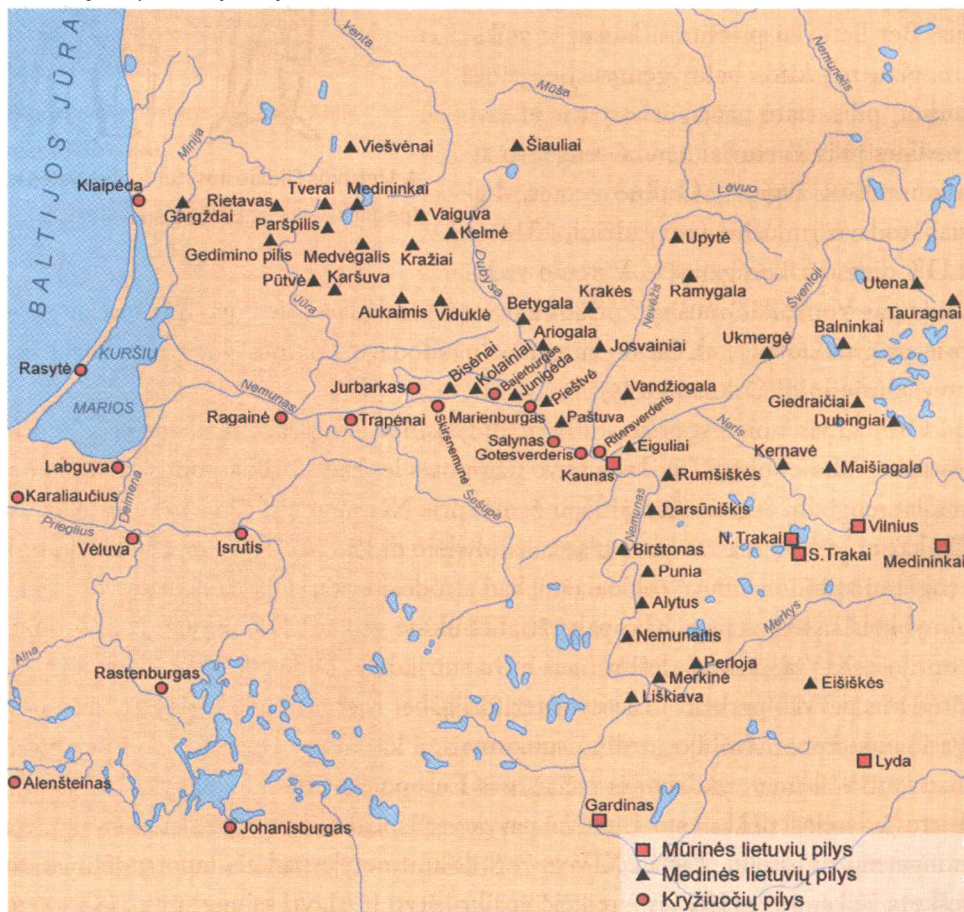 Venta
Mūša
Nemunėlis
BALTIJOS JŪRA
Minija
Viešvėnai
Šiauliai
Lėvuo
Klaipėda
Tverai
Medininkai
Rietavas
Gargždai
Paršpilis
Vaiguva
Kelmė
Gedimino pilis
Medvėgalis
Kražiai
Dubysa
Upytė
Pūtvė
Karšuva
Jūra
Aukaimis
Viduklė
Betygala
Krakės
Nevėžis
Ramygala
Šventoji
Utena
Tauragnai
Ariogala
Josvainiai
Ukmergė
Balninkai
KURŠIŲ
MARIOS
Rasytė
Nemunas
Jurbarkas
Bisėnai
Kolainiai
Bajerburgas
Junigėda
Pieštvė
Vandžiogala
Giedraičiai
Dubingiai
Ragainė
Trapėnai
Skirsnemunė
Marienburgas
Paštuva
Ritersverderis
Salynas
Gotesverderis
Eiguliai
Neris
Kernavė
Maišiagala
Labguva
Kaunas
Rumšiškės
Karaliaučius
Deimena
Šešupė
Prieglius
Vėluva
Įsrutis
Nemunas
Darsūniškis
N.Trakai
Vilnius
S.Trakai
Medininkai
Birštonas
Punia
Alytus
Merkys
Nemunaitis
Alna
Rastenburgas
Perloja
Merkinė
Liškiava
Eišiškės
Alenšteinas
Johanisburgas
Lyda
Gardinas
Mūrinės lietuvių pilys
Medinės lietuvių pilys
Kryžiuočių pilys